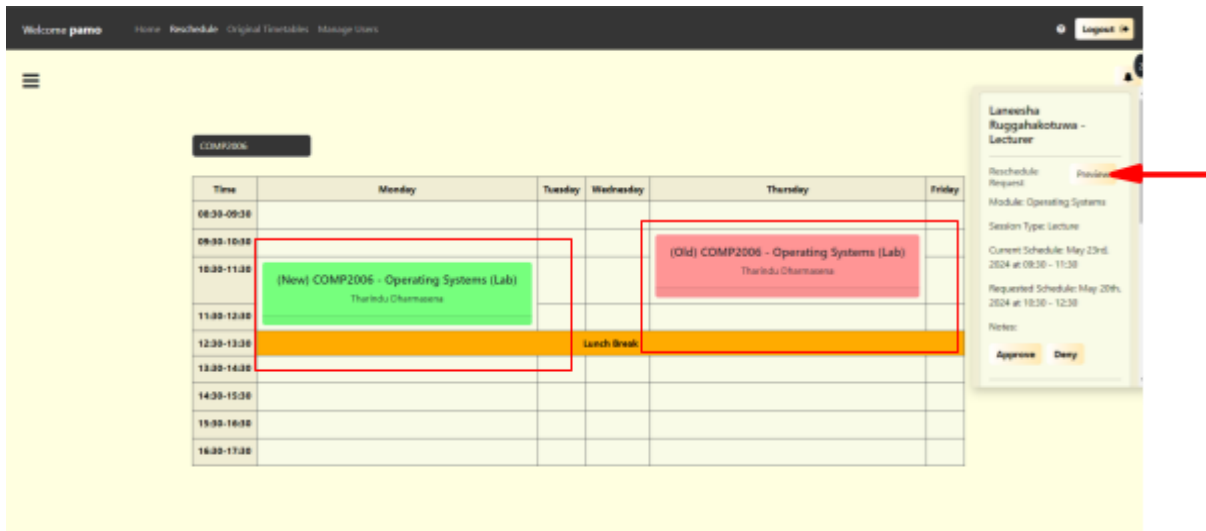 Welcome pamo Home Reschedule Original Timetables Manage Users Logout
COMP2006
Time Monday Tuesday Wednesday Thursday Friday
08:30-09:30
09:30-10:30
10:30-11:30
11:30-12:30
12:30-13:30 Lunch Break
13:30-14:30
14:30-15:30
15:30-16:30
16:30-17:30
(New) COMP2006 - Operating Systems (Lab)
Tharindu Dharmasena
(Old) COMP2006 - Operating Systems (Lab)
Tharindu Dharmasena
Laneesha
Ruggahakotuwa -
Lecturer
Reschedule Preview
Request
Module: Operating Systems
Session Type: Lecture
Current Schedule: May 23rd,
2024 at 09:30 - 11:30
Requested Schedule: May 20th,
2024 at 10:30 - 12:30
Notes:
Approve Deny